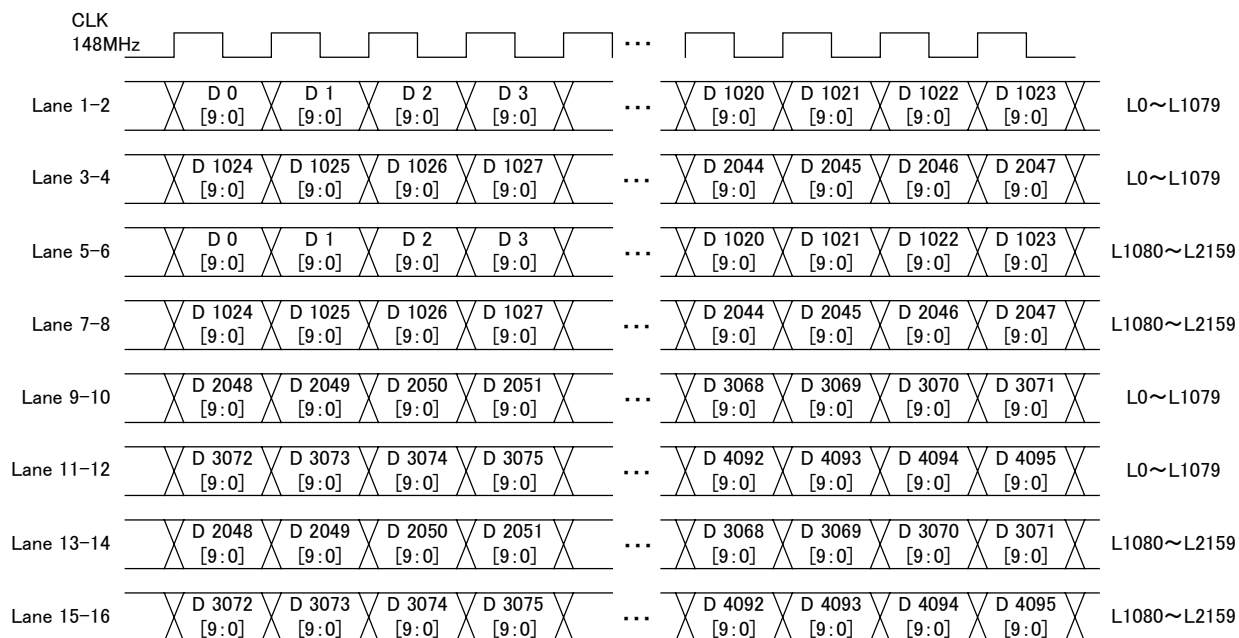 CLK
148MHz
...
Lane 1-2 D 0 [9:0] D 1 [9:0] D 2 [9:0] D 3 [9:0] ... D 1020 [9:0] D 1021 [9:0] D 1022 [9:0] D 1023 [9:0] L0～L1079
Lane 3-4 D 1024 [9:0] D 1025 [9:0] D 1026 [9:0] D 1027 [9:0] ... D 2044 [9:0] D 2045 [9:0] D 2046 [9:0] D 2047 [9:0] L0～L1079
Lane 5-6 D 0 [9:0] D 1 [9:0] D 2 [9:0] D 3 [9:0] ... D 1020 [9:0] D 1021 [9:0] D 1022 [9:0] D 1023 [9:0] L1080～L2159
Lane 7-8 D 1024 [9:0] D 1025 [9:0] D 1026 [9:0] D 1027 [9:0] ... D 2044 [9:0] D 2045 [9:0] D 2046 [9:0] D 2047 [9:0] L1080～L2159
Lane 9-10 D 2048 [9:0] D 2049 [9:0] D 2050 [9:0] D 2051 [9:0] ... D 3068 [9:0] D 3069 [9:0] D 3070 [9:0] D 3071 [9:0] L0～L1079
Lane 11-12 D 3072 [9:0] D 3073 [9:0] D 3074 [9:0] D 3075 [9:0] ... D 4092 [9:0] D 4093 [9:0] D 4094 [9:0] D 4095 [9:0] L0～L1079
Lane 13-14 D 2048 [9:0] D 2049 [9:0] D 2050 [9:0] D 2051 [9:0] ... D 3068 [9:0] D 3069 [9:0] D 3070 [9:0] D 3071 [9:0] L1080～L2159
Lane 15-16 D 3072 [9:0] D 3073 [9:0] D 3074 [9:0] D 3075 [9:0] ... D 4092 [9:0] D 4093 [9:0] D 4094 [9:0] D 4095 [9:0] L1080～L2159